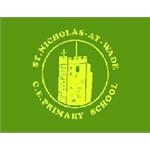 ST. NICHOLAS-AT-WADE
C.E. PRIMARY SCHOOL